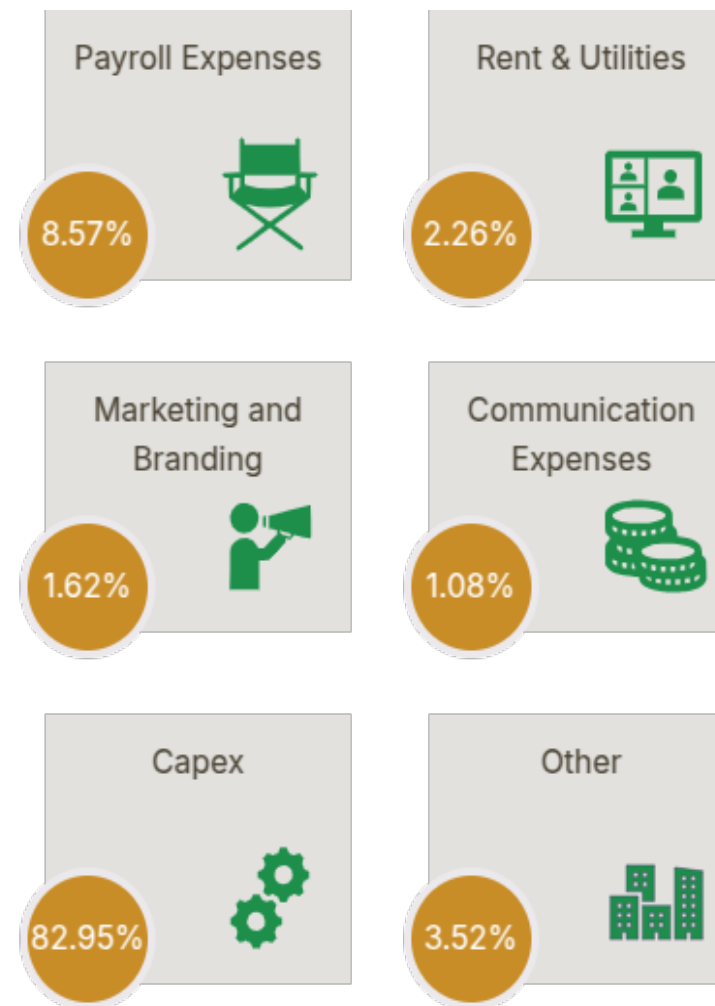 Payroll Expenses
8.57%
Rent & Utilities
2.26%
Marketing and
Branding
1.62%
Communication
Expenses
1.08%
Capex
82.95%
Other
3.52%